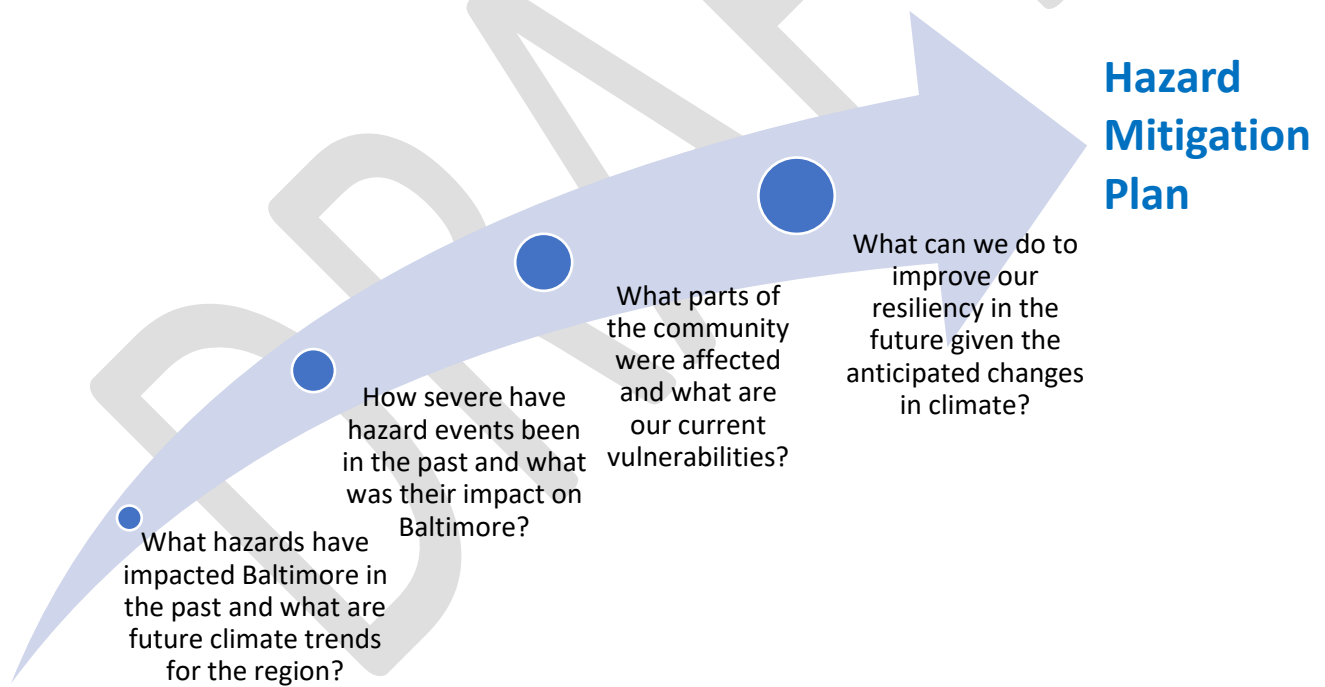 Hazard
Mitigation
Plan
What can we do to
improve our
resiliency in the
future given the
anticipated changes
in climate?
What parts of
the community
were affected
and what are
our current
vulnerabilities?
How severe have
hazard events been
in the past and what
was their impact on
Baltimore?
What hazards have
impacted Baltimore in
the past and what are
future climate trends
for the region?
DRA